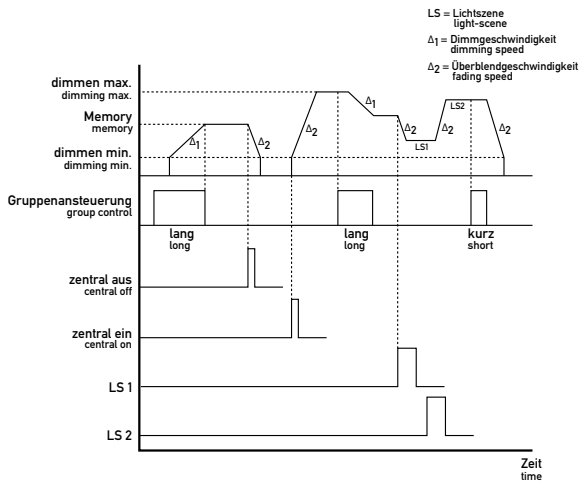 LS = Lichtszene
light-scene
Δ1 = Dimmgeschwindigkeit
dimming speed
Δ2 = Überblendgeschwindigkeit
fading speed
dimmen max.
dimming max.
Memory
memory
dimmen min.
dimming min.
Δ1
Δ2
Δ2
Δ1
Δ2
LS1
Δ2
LS2
Δ2
Gruppenansteuerung
group control
lang
long
lang
long
kurz
short
zentral aus
central off
zentral ein
central on
LS 1
LS 2
Zeit
time